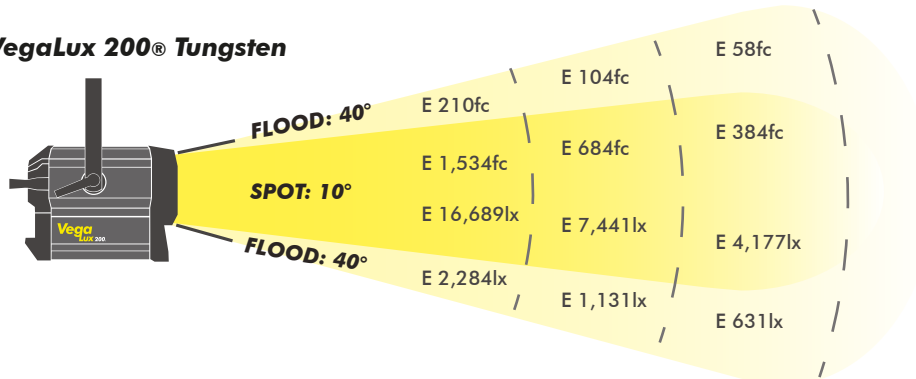 VegaLux 200® Tungsten
FLOOD: 40°
E 210fc
E 104fc
E 58fc
SPOT: 10°
E 1,534fc
E 684fc
E 384fc
E 16,689lx
E 7,441lx
E 4,177lx
FLOOD: 40°
E 2,284lx
E 1,131lx
E 631lx
Vega
Lux 200